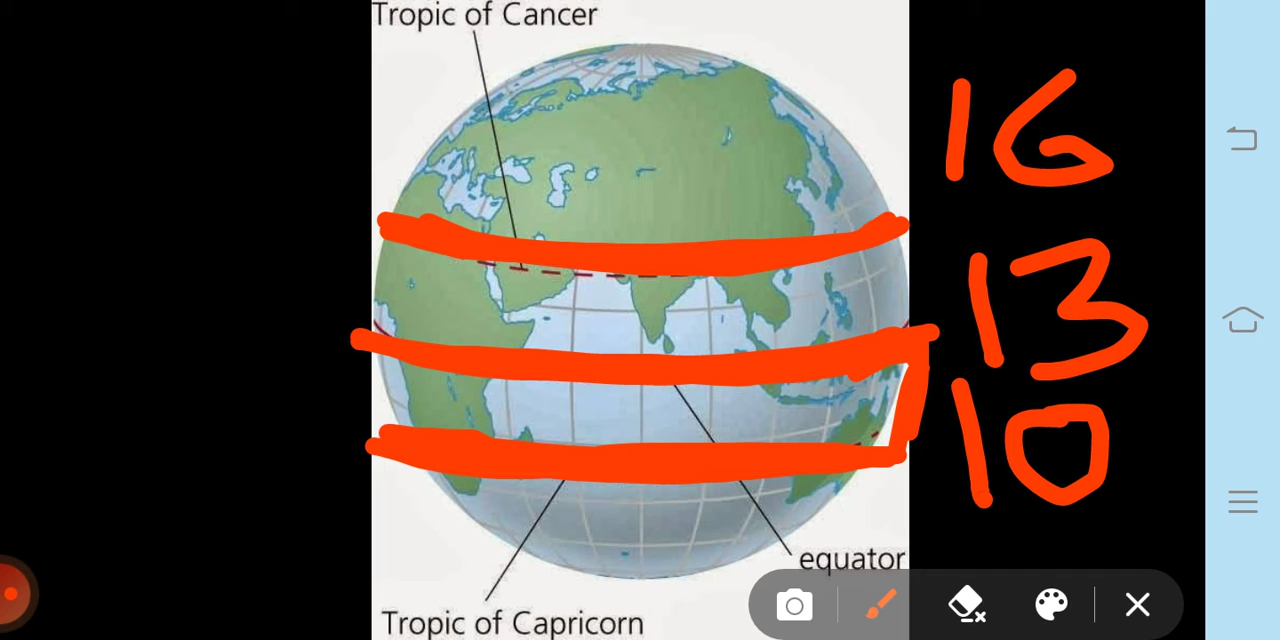 Tropic of Cancer
16
13
10
equator
Tropic of Capricorn